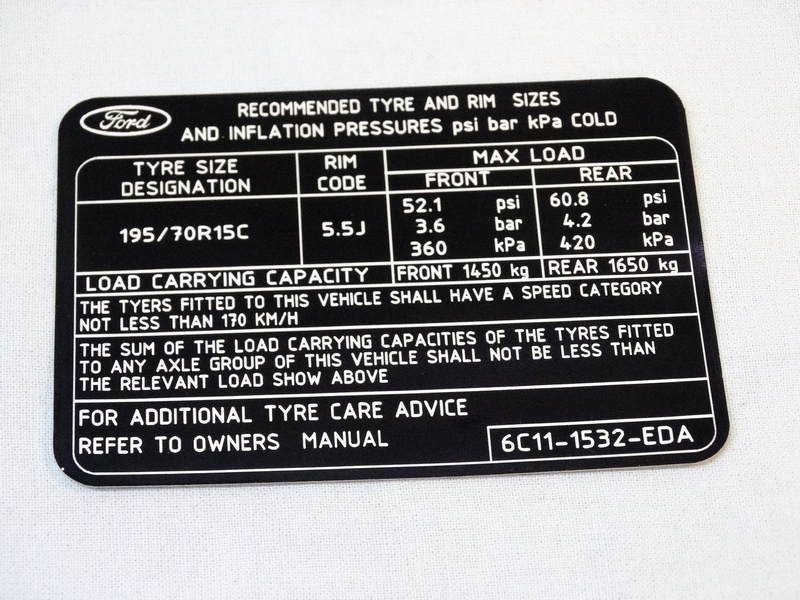 Ford
RECOMMENDED TYRE AND RIM SIZES
AND INFLATION PRESSURES psi bar kPa COLD
TYRE SIZE DESIGNATION
RIM CODE
MAX LOAD
FRONT
REAR
195/70R15C
5.5J
52.1 psi
3.6 bar
360 kPa
60.8 psi
4.2 bar
420 kPa
LOAD CARRYING CAPACITY FRONT 1450 kg REAR 1650 kg
THE TYERS FITTED TO THIS VEHICLE SHALL HAVE A SPEED CATEGORY
NOT LESS THAN 170 KM/H
THE SUM OF THE LOAD CARRYING CAPACITIES OF THE TYRES FITTED
TO ANY AXLE GROUP OF THIS VEHICLE SHALL NOT BE LESS THAN
THE RELEVANT LOAD SHOW ABOVE
FOR ADDITIONAL TYRE CARE ADVICE
REFER TO OWNERS MANUAL
6C11-1532-EDA